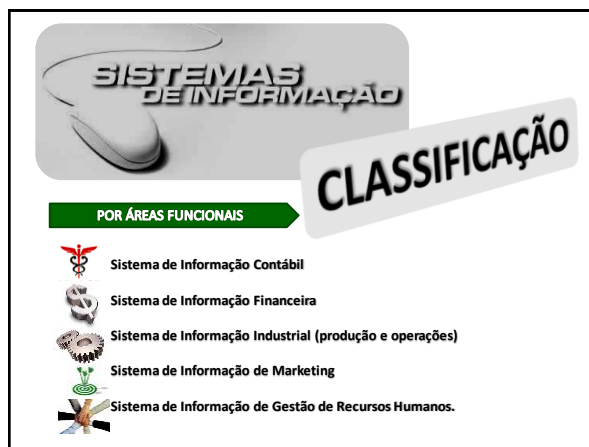 SISTEMAS
DE INFORMAÇÃO
CLASSIFICAÇÃO
POR ÁREAS FUNCIONAIS
Sistema de Informação Contábil
Sistema de Informação Financeira
Sistema de Informação Industrial (produção e operações)
Sistema de Informação de Marketing
Sistema de Informação de Gestão de Recursos Humanos.